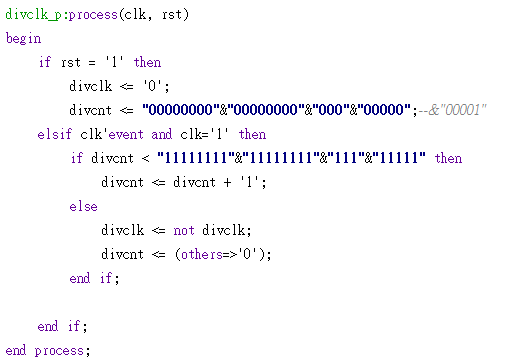 divclk_p:process(clk, rst)
begin
    if rst = '1' then
        divclk <= '0';
        divcnt <= "00000000"&"00000000"&"000"&"00000";--&"00001"
    elsif clk'event and clk='1' then
        if divcnt < "11111111"&"11111111"&"111"&"11111" then
            divcnt <= divcnt + '1';
        else
            divclk <= not divclk;
            divcnt <= (others=>'0');
        end if;
    end if;
end process;